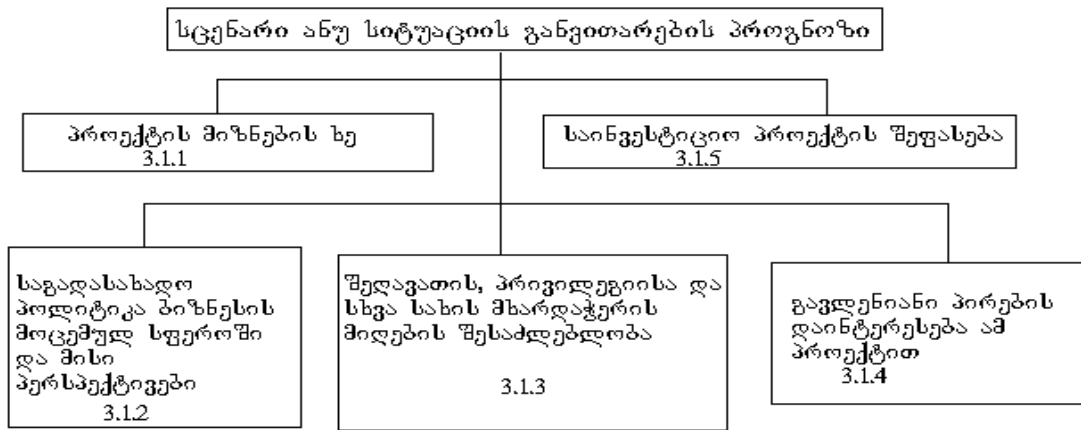 სცენარი ანუ სიტუაციის განვითარების პროგნოზი
პროექტის მიზნების ხე
3.1.1
საინვესტიციო პროექტის შეფასება
3.1.5
საგადასახადო
პოლიტიკა ბიზნესის
მოცემულ სფეროში
და მისი
პერსპექტივები
3.1.2
შეღავათის, პრივილეგიისა და
სხვა სახის მხარდაჭერის
მიღების შესაძლებლობა
3.1.3
გავლენიანი პირების
დაინტერესება ამ
პროექტით
3.1.4